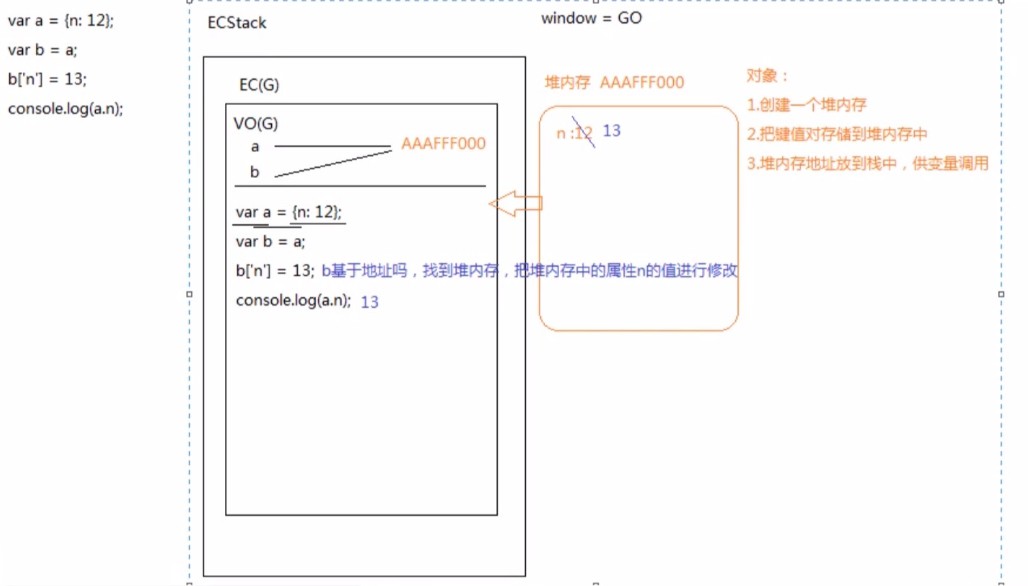 var a = {n: 12};
var b = a;
b['n'] = 13;
console.log(a.n);
ECStack
window = GO
EC(G)
VO(G)
a
b
AAAFFF000
var a = {n: 12};
var b = a;
b['n'] = 13; b基于地址吗，找到堆内存，把堆内存中的属性n的值进行修改
console.log(a.n); 13
堆内存 AAAFFF000
n :12 13
对象：
1.创建一个堆内存
2.把键值对存储到堆内存中
3.堆内存地址放到栈中，供变量调用